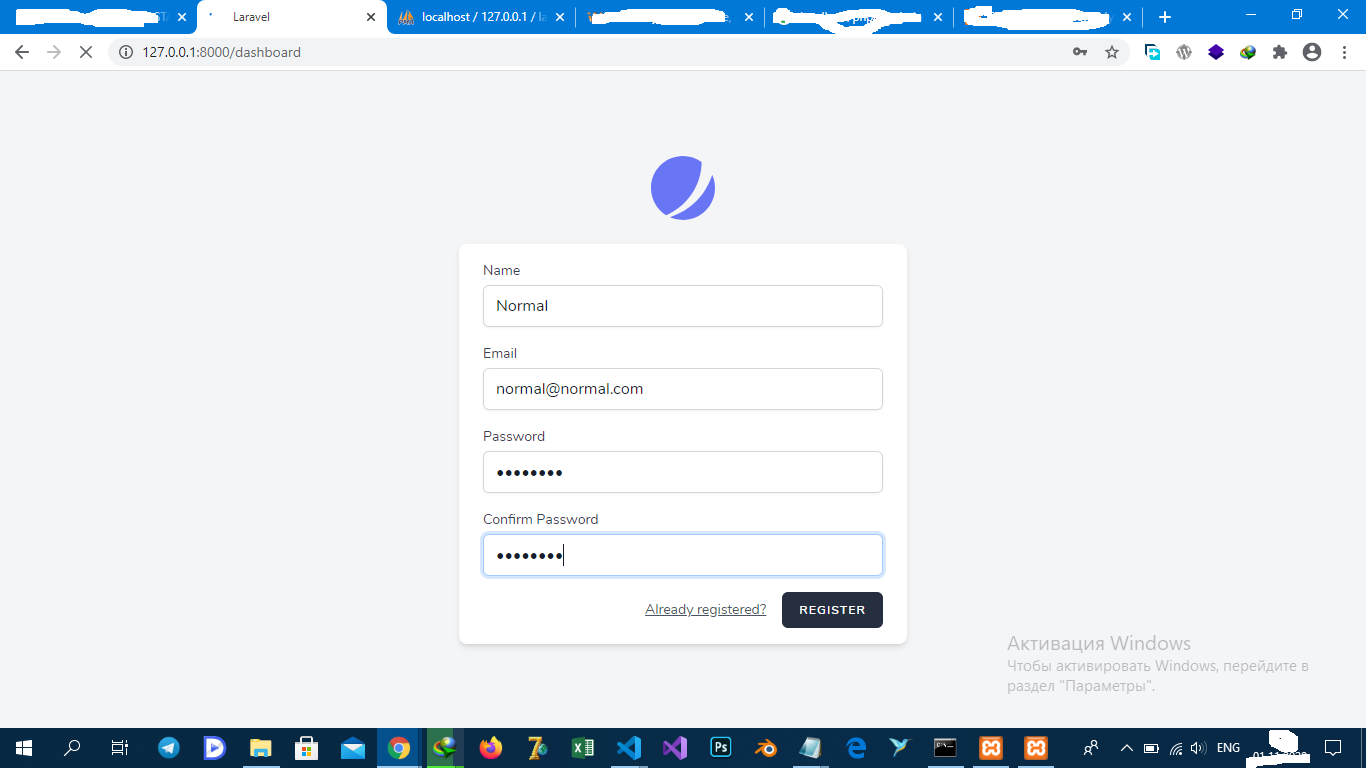 Laravel
localhost / 127.0.0.1 / la
127.0.0.1:8000/dashboard
Name
Normal
Email
normal@normal.com
Password
••••••••
Confirm Password
••••••••
Already registered?
REGISTER
Активация Windows
Чтобы активировать Windows, перейдите в
раздел "Параметры".
ENG